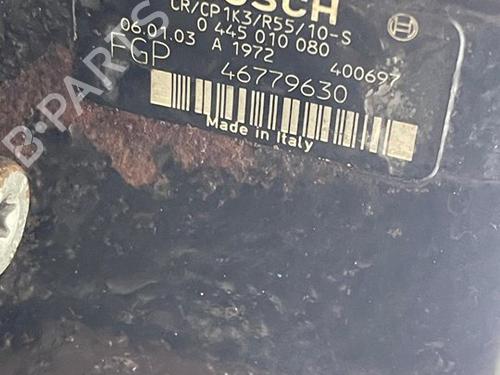 BOSCH
CR/CP1K3/R55/10-S
0 445 010 080
06.01.03 A 1972 400697
FGP
46779630
Made in Italy
B-PARTS